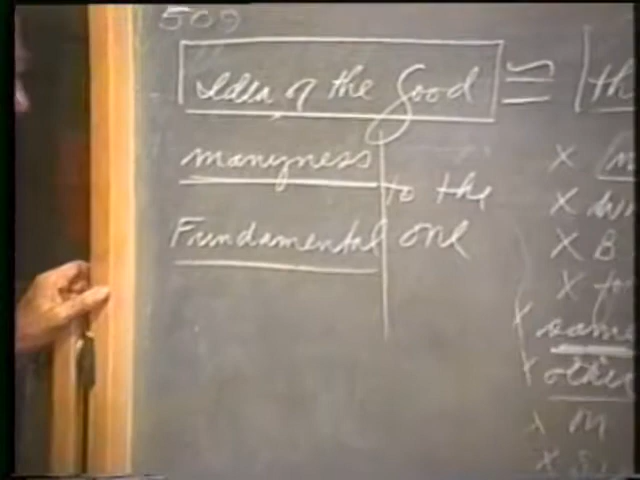 509
Idea of the Good ≅ th
manyness
to the
Fundamental one
X
X
X B
X fo
X same
X other
X M
X